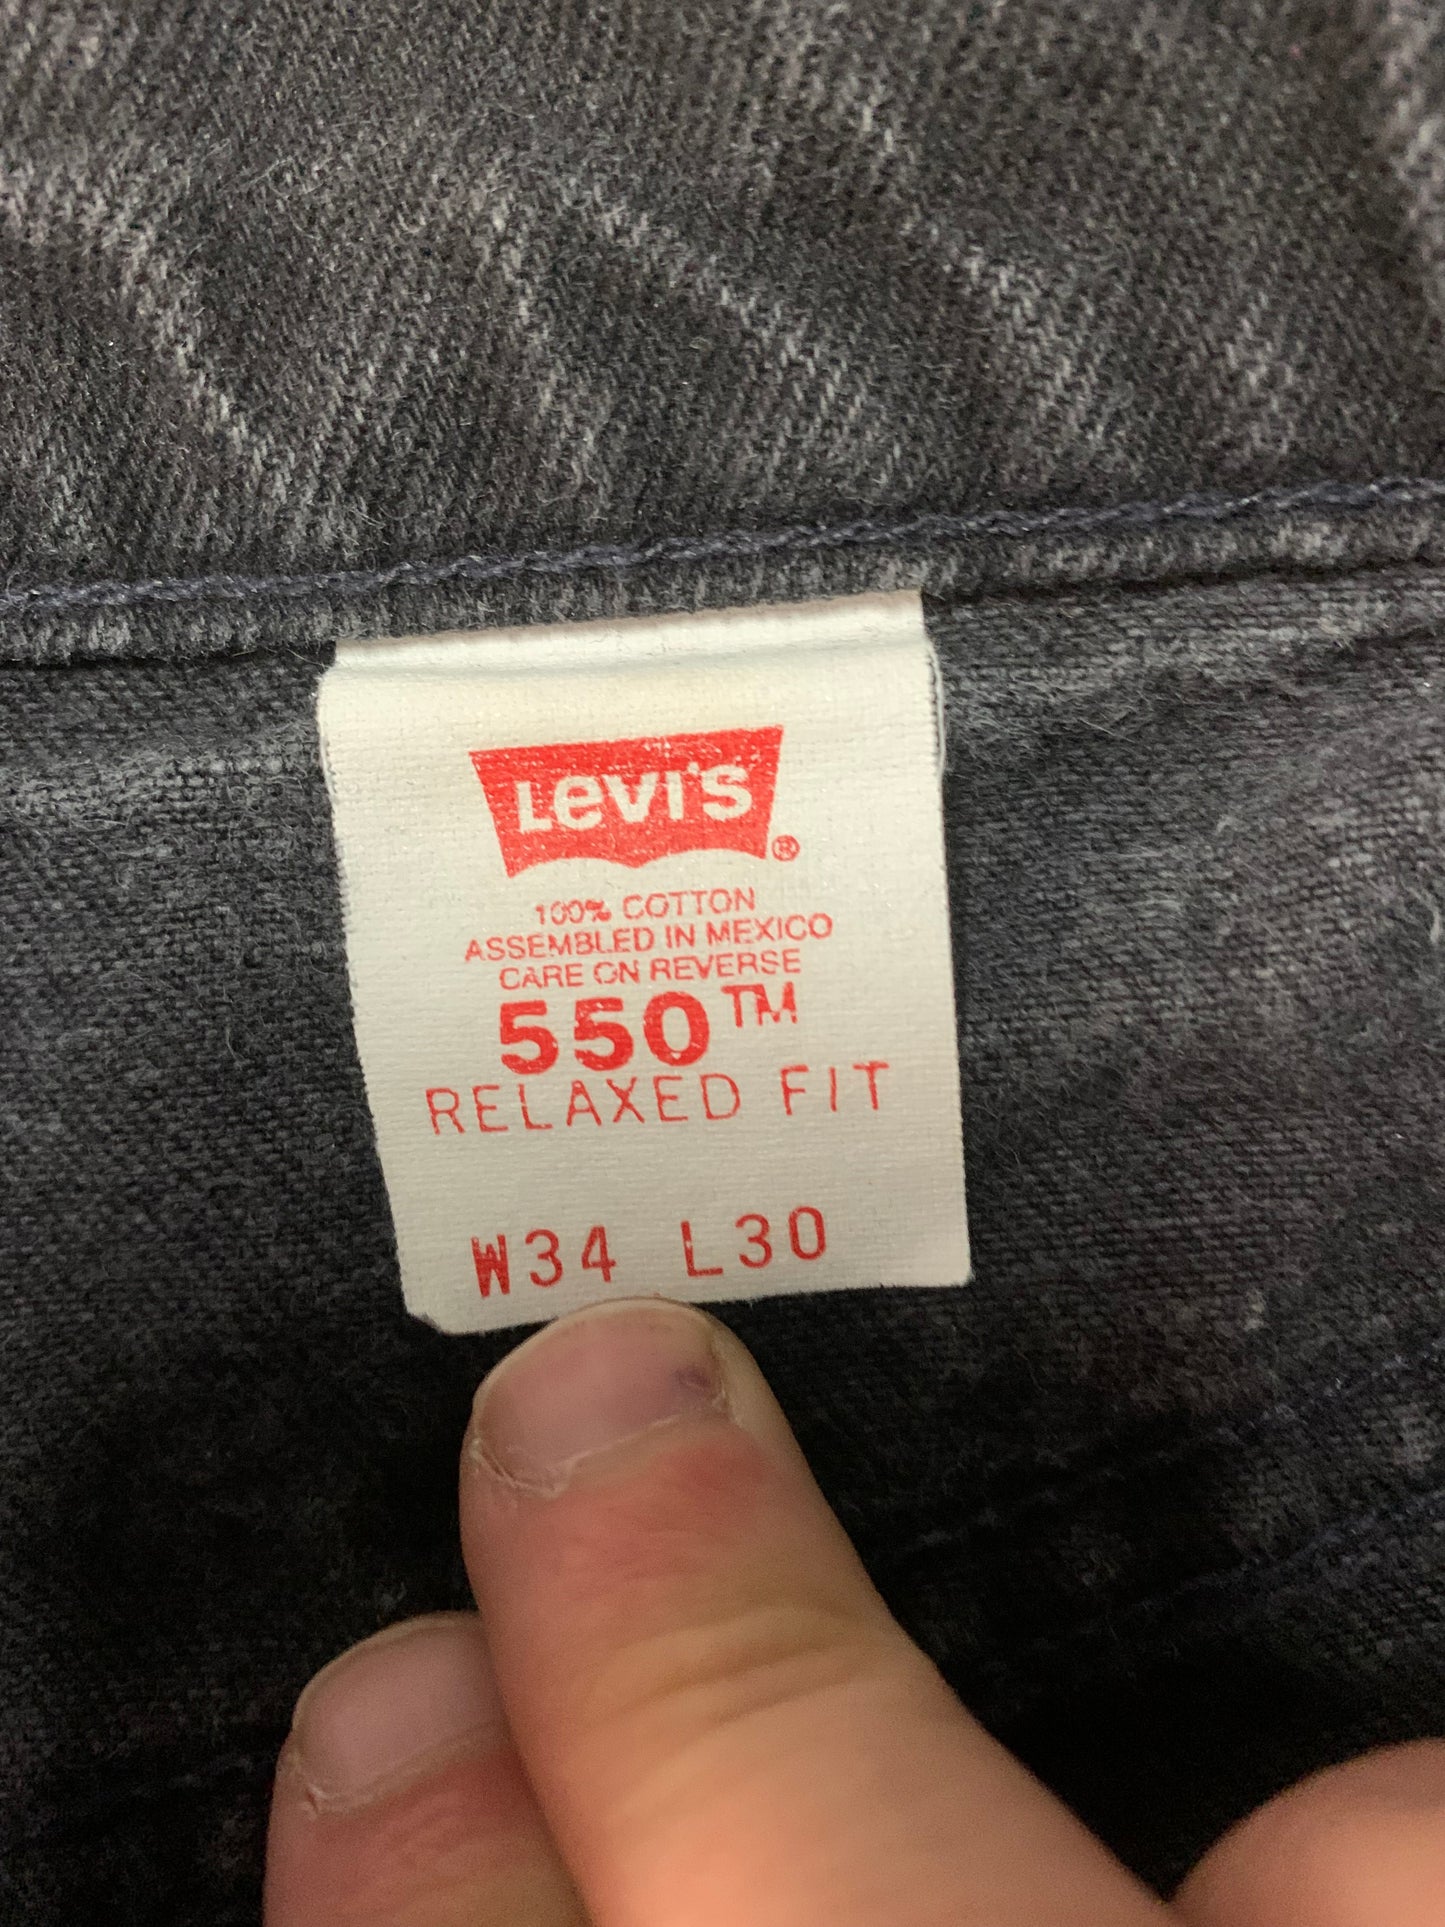 Levi's ®
100% COTTON
ASSEMBLED IN MEXICO
CARE ON REVERSE
550™
RELAXED FIT
W34 L30